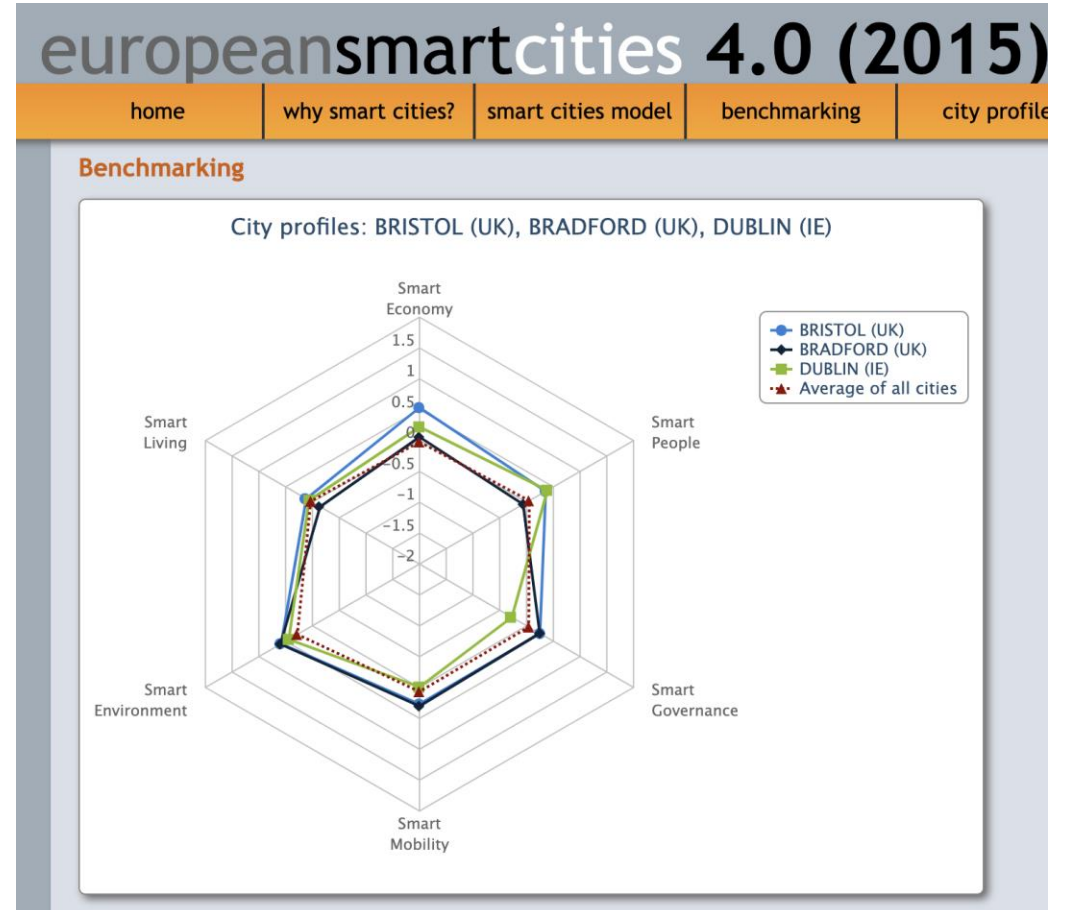 europeansmartcities 4.0 (2015)
home why smart cities? smart cities model benchmarking city profile
Benchmarking
City profiles: BRISTOL (UK), BRADFORD (UK), DUBLIN (IE)
Smart
Economy
1.5
1
0.5
0
-0.5
-1
-1.5
-2
BRISTOL (UK)
BRADFORD (UK)
DUBLIN (IE)
Average of all cities
Smart
Living
Smart
People
Smart
Environment
Smart
Governance
Smart
Mobility